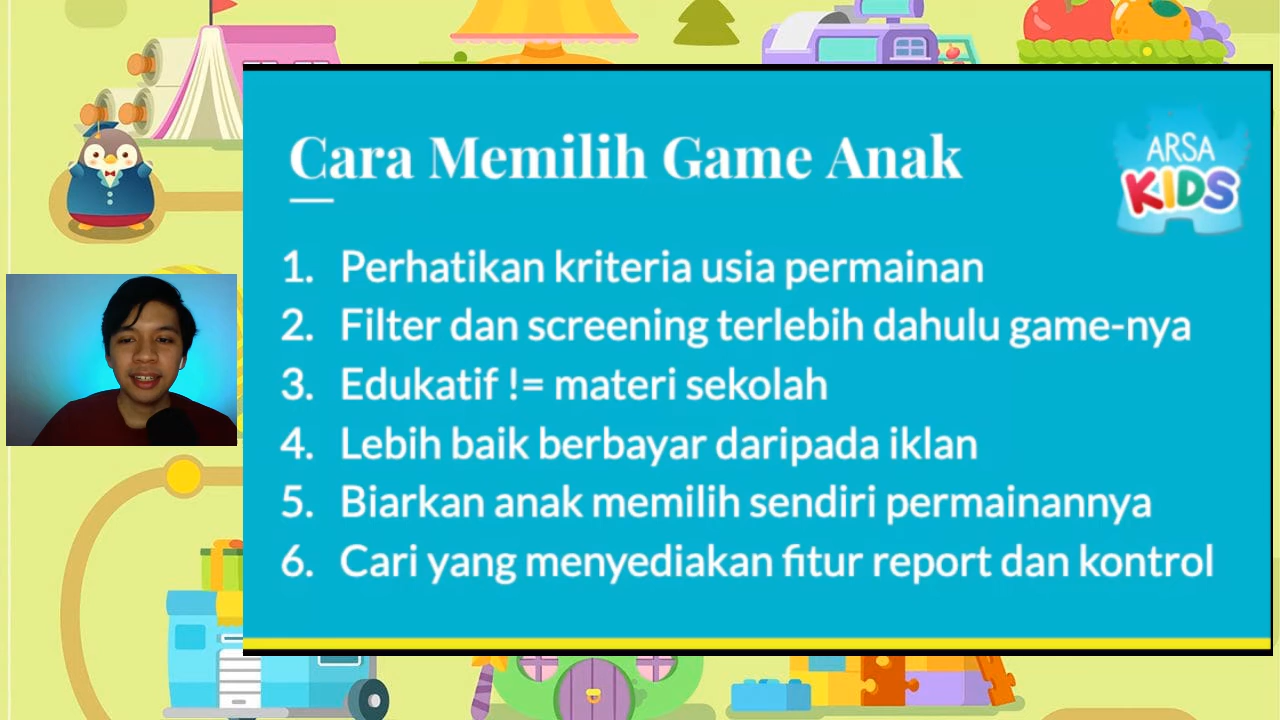 Cara Memilih Game Anak
ARSA
KIDS
1. Perhatikan kriteria usia permainan
2. Filter dan screening terlebih dahulu game-nya
3. Edukatif != materi sekolah
4. Lebih baik berbayar daripada iklan
5. Biarkan anak memilih sendiri permainannya
6. Cari yang menyediakan fitur report dan kontrol